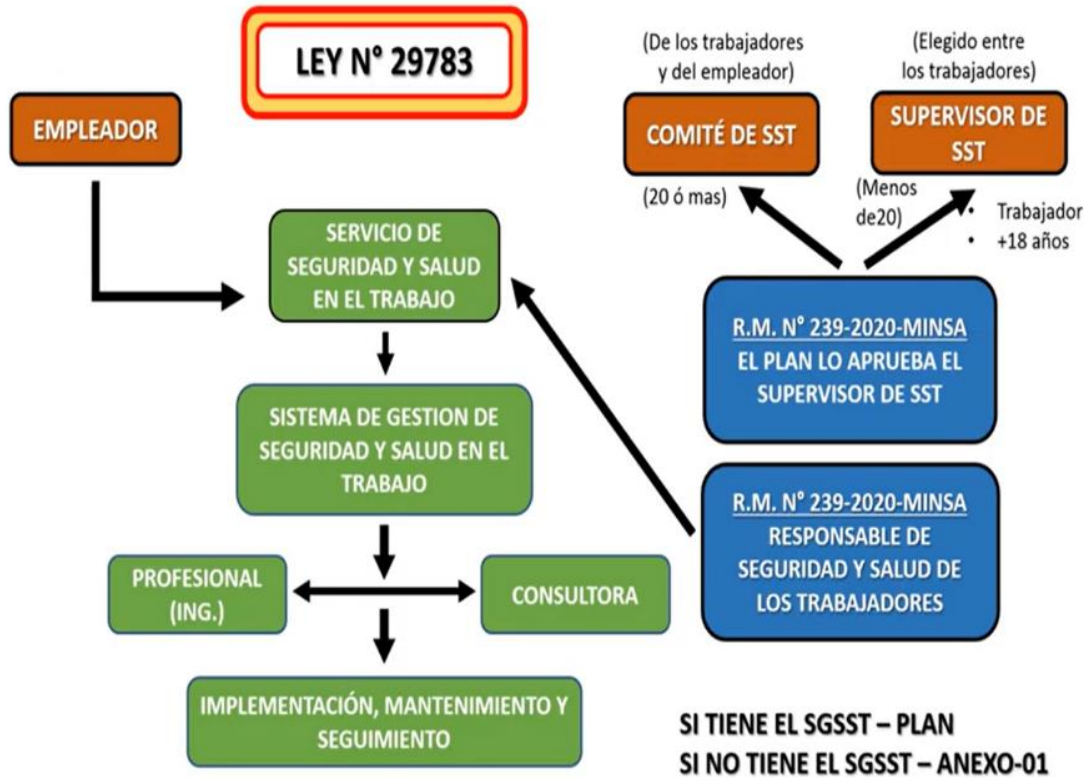 LEY N° 29783
EMPLEADOR
(De los trabajadores
y del empleador)
COMITÉ DE SST
(20 ó mas)
(Elegido entre
los trabajadores)
SUPERVISOR DE
SST
(Menos
de20)
• Trabajador
• +18 años
SERVICIO DE
SEGURIDAD Y SALUD
EN EL TRABAJO
R.M. N° 239-2020-MINSA
EL PLAN LO APRUEBA EL
SUPERVISOR DE SST
SISTEMA DE GESTION DE
SEGURIDAD Y SALUD EN EL
TRABAJO
R.M. N° 239-2020-MINSA
RESPONSABLE DE
SEGURIDAD Y SALUD DE
LOS TRABAJADORES
PROFESIONAL
(ING.)
CONSULTORA
IMPLEMENTACIÓN, MANTENIMIENTO Y
SEGUIMIENTO
SI TIENE EL SGSST – PLAN
SI NO TIENE EL SGSST – ANEXO-01